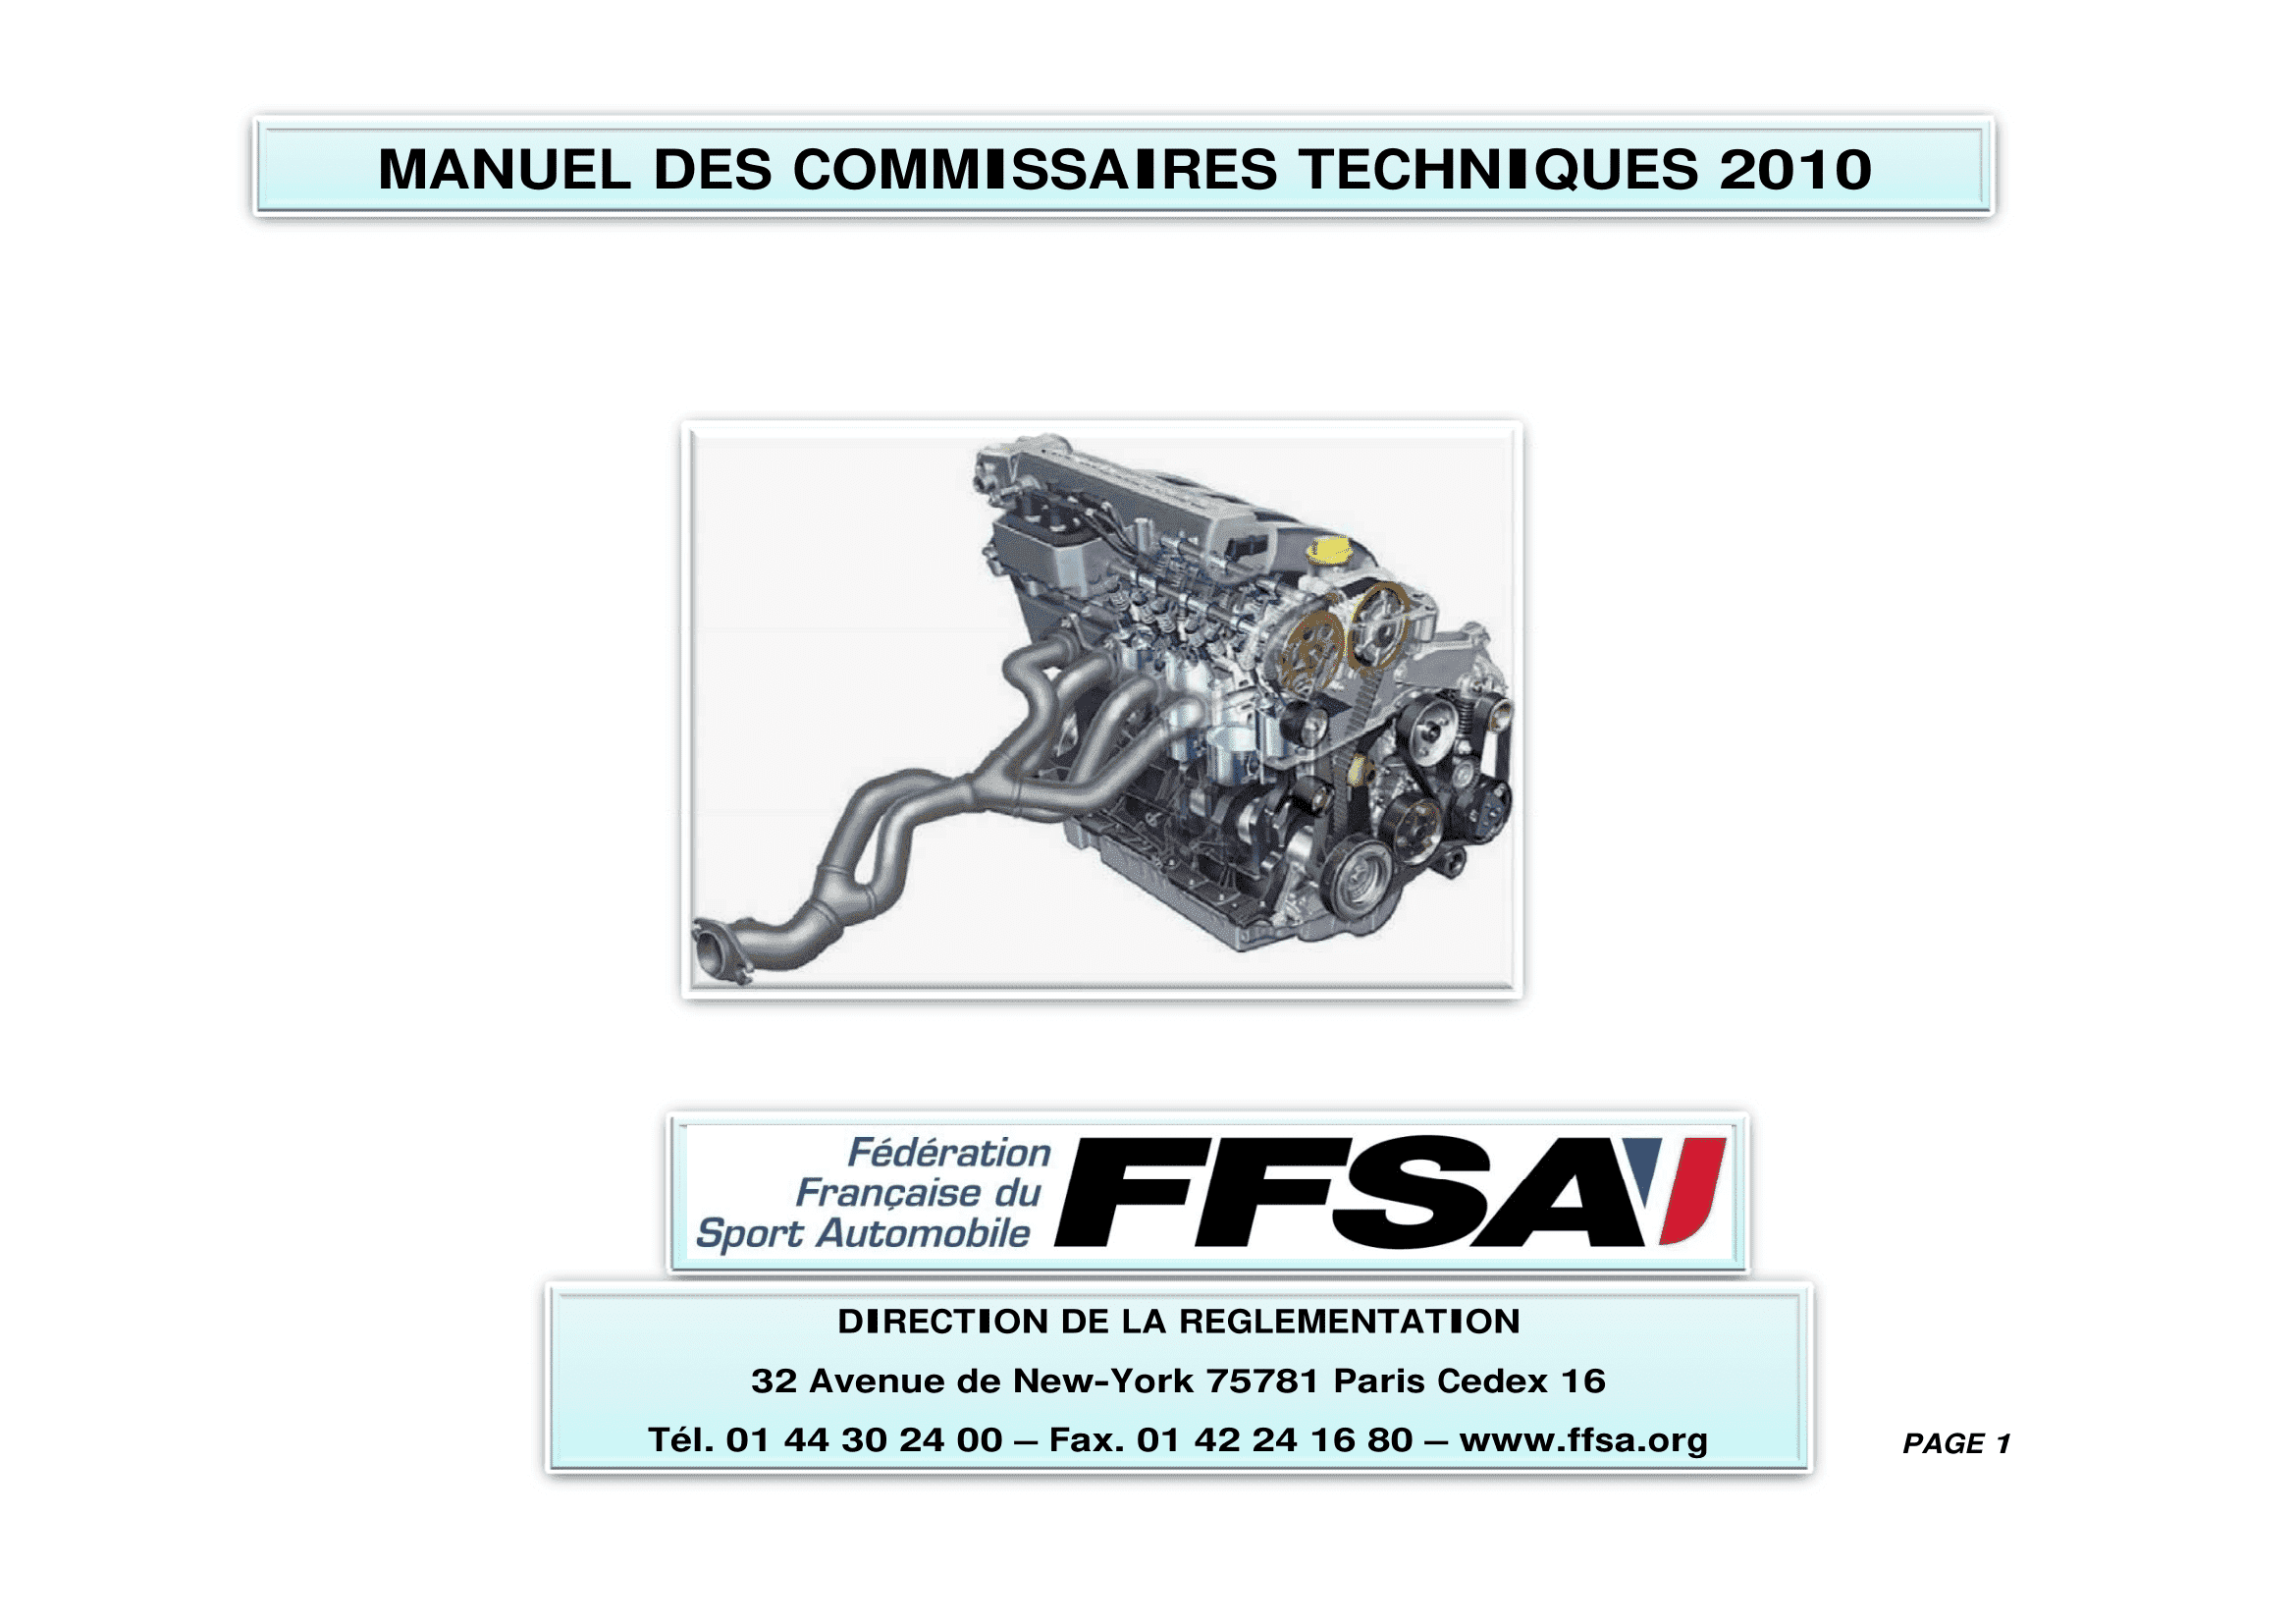 MANUEL DES COMMISSAIRES TECHNIQUES 2010
Fédération
Française du
Sport Automobile
FFSA
DIRECTION DE LA REGLEMENTATION
32 Avenue de New-York 75781 Paris Cedex 16
Tél. 01 44 30 24 00 – Fax. 01 42 24 16 80 – www.ffsa.org
PAGE 1